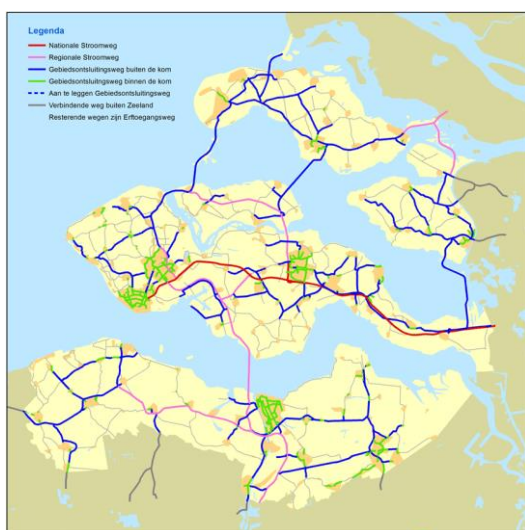 Legenda
Nationale Stroomweg
Regionale Stroomweg
Gebiedsontsluitingsweg buiten de kom
Gebiedsontsluitingsweg binnen de kom
Aan te leggen Gebiedsontsluitingsweg
Verbindende weg buiten Zeeland
Resterende wegen zijn Erftoegangsweg